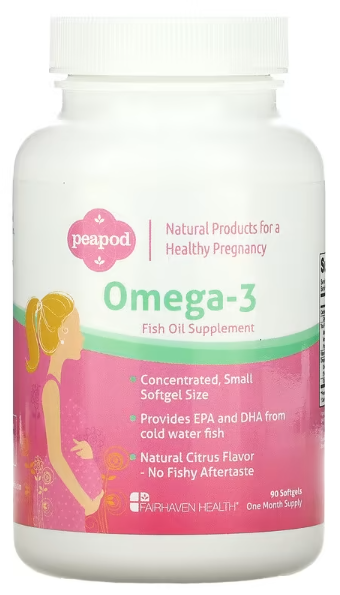 peapod
Natural Products for a
Healthy Pregnancy
Omega-3
Fish Oil Supplement
Concentrated, Small
Softgel Size
Provides EPA and DHA from
cold water fish
Natural Citrus Flavor
- No Fishy Aftertaste
FAIRHAVEN HEALTH®
90 Softgels
One Month Supply